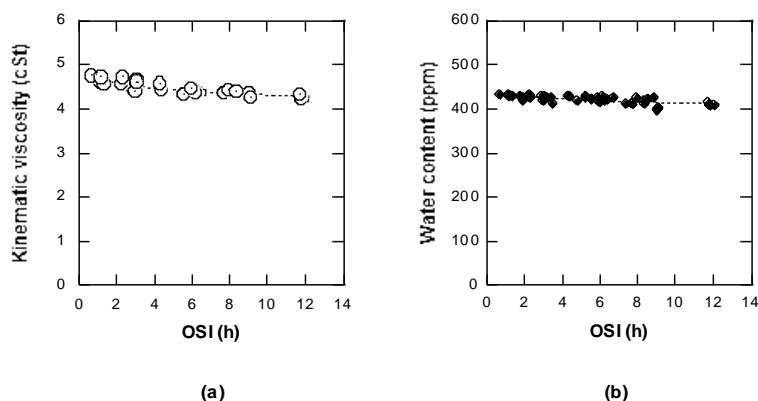 Kinematic viscosity (cSt)
6
5
4
3
2
1
0
0 2 4 6 8 10 12 14
OSI (h)
(a)
Water content (ppm)
600
500
400
300
200
100
0
0 2 4 6 8 10 12 14
OSI (h)
(b)